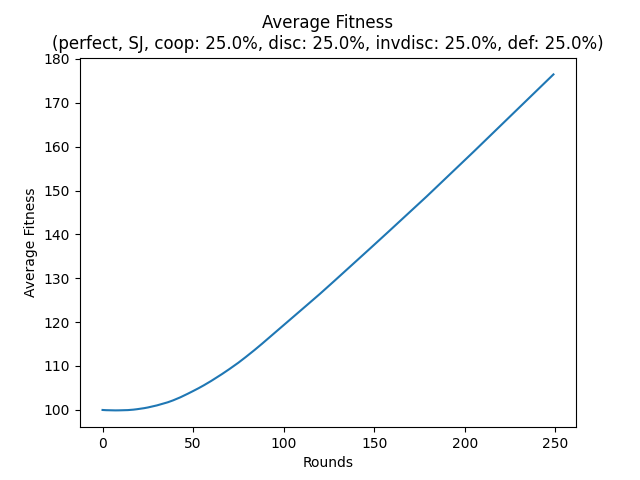 Average Fitness
(perfect, SJ, coop: 25.0%, disc: 25.0%, invdisc: 25.0%, def: 25.0%)
180
170
160
150
140
130
120
110
100
Average Fitness
0 50 100 150 200 250
Rounds